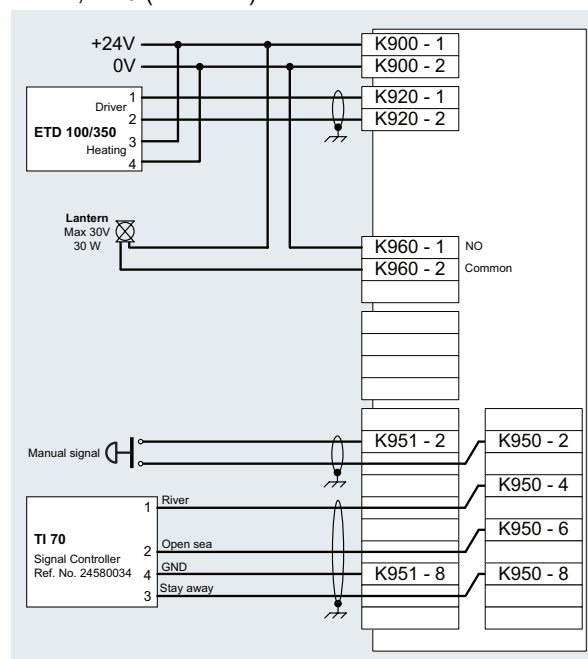 +24V
K900 - 1
0V
K900 - 2
ETD 100/350
Driver
1
2
Heating
3
4
K920 - 1
K920 - 2
Lantern
Max 30V
30 W
K960 - 1 NO
K960 - 2 Common
Manual signal
K951 - 2
K950 - 2
K950 - 4
K950 - 6
TI 70
Signal Controller
Ref. No. 24580034
1 River
2 Open sea
4 GND
3 Stay away
K951 - 8
K950 - 8